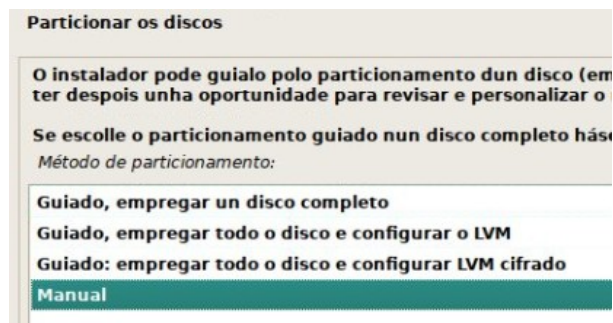 Particionar os discos
O instalador pode guialo polo particionamento dun disco
ter despois unha oportunidade para revisar e personalizar o
Se escolle o particionamento guiado nun disco completo
Método de particionamento:
Guiado, empregar un disco completo
Guiado, empregar todo o disco e configurar o LVM
Guiado: empregar todo o disco e configurar LVM cifrado
Manual